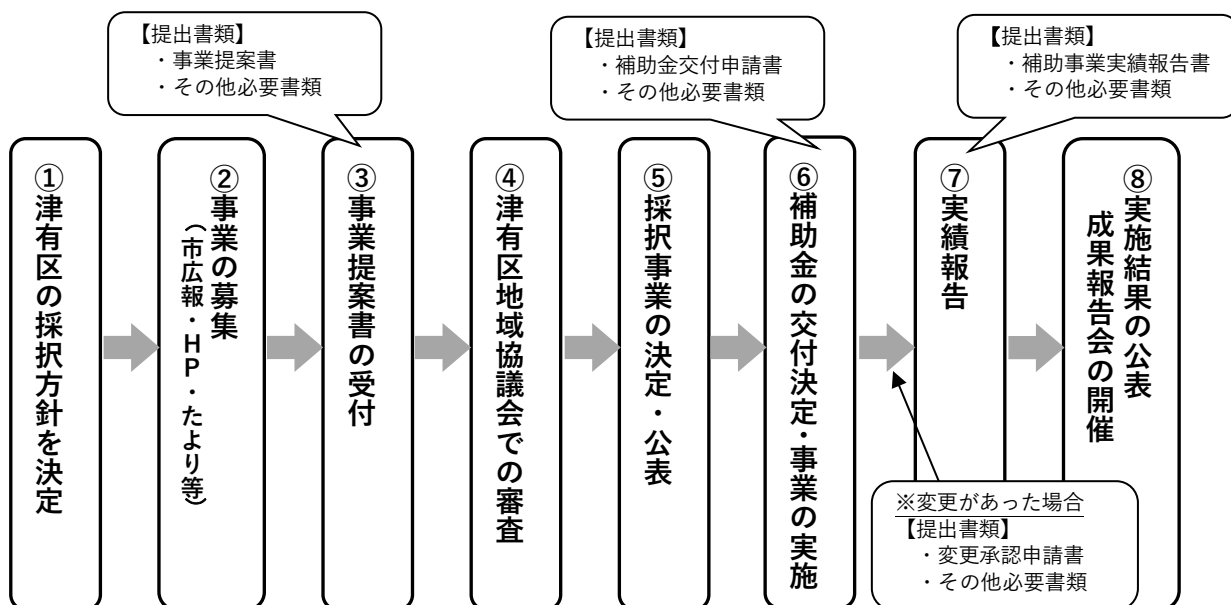 【提出書類】
・事業提案書
・その他必要書類
【提出書類】
・補助金交付申請書
・その他必要書類
【提出書類】
・補助事業実績報告書
・その他必要書類
①津有区の採択方針を決定
②事業の募集
（市広報・HP・たより等）
③事業提案書の受付
④津有区地域協議会での審査
⑤採択事業の決定・公表
⑥補助金の交付決定・事業の実施
⑦実績報告
⑧実施結果の公表
成果報告会の開催
※変更があった場合
【提出書類】
・変更承認申請書
・その他必要書類